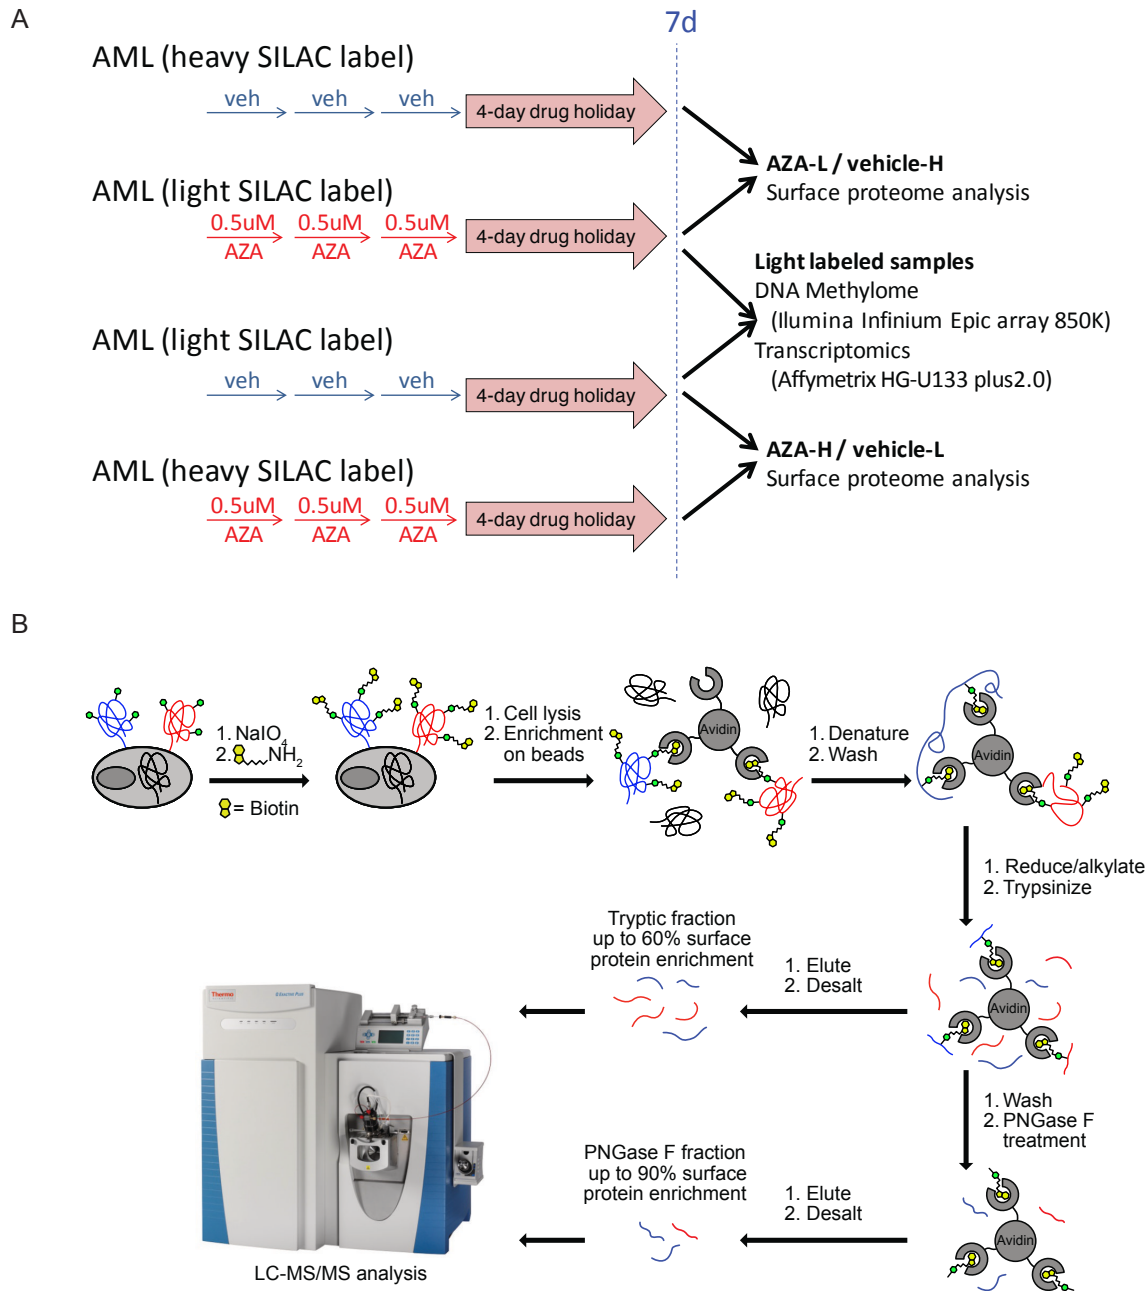 A
7d
AML (heavy SILAC label)
veh veh veh
4-day drug holiday
AZA-L / vehicle-H
Surface proteome analysis
AML (light SILAC label)
0.5uM 0.5uM 0.5uM
AZA AZA AZA
4-day drug holiday
Light labeled samples
DNA Methylome
(Ilumina Infinium Epic array 850K)
Transcriptomics
(Affymetrix HG-U133 plus2.0)
AML (light SILAC label)
veh veh veh
4-day drug holiday
AZA-H / vehicle-L
Surface proteome analysis
AML (heavy SILAC label)
0.5uM 0.5uM 0.5uM
AZA AZA AZA
4-day drug holiday
B
1. NaIO4
2. NH2
= Biotin
1. Cell lysis
2. Enrichment
on beads
Avidin
1. Denature
2. Wash
Avidin
1. Reduce/alkylate
2. Trypsinize
Tryptic fraction
up to 60% surface
protein enrichment
1. Elute
2. Desalt
Avidin
1. Wash
2. PNGase F
treatment
PNGase F fraction
up to 90% surface
protein enrichment
1. Elute
2. Desalt
Avidin
Thermo
LC-MS/MS analysis